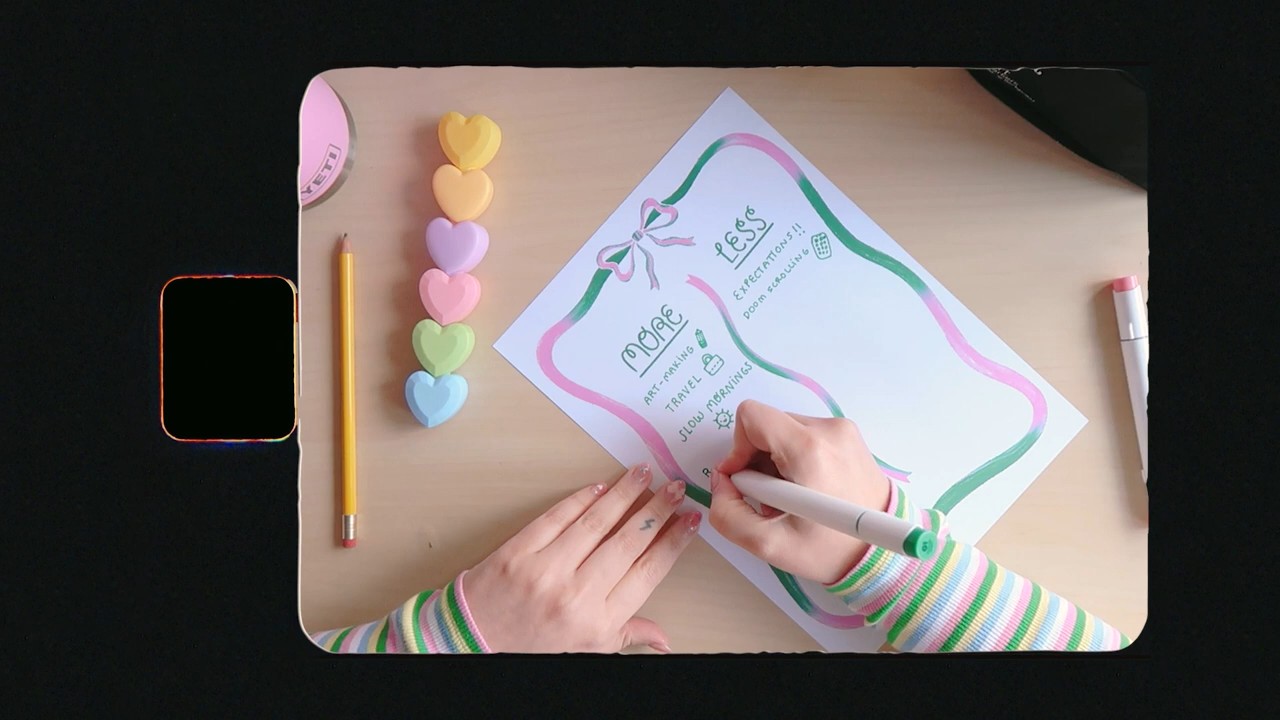 YETI
MORE
ART-MAKING
TRAVEL
SLOW MORNINGS
R
LESS
EXPECTATIONS!!
DOOM SCROLLING